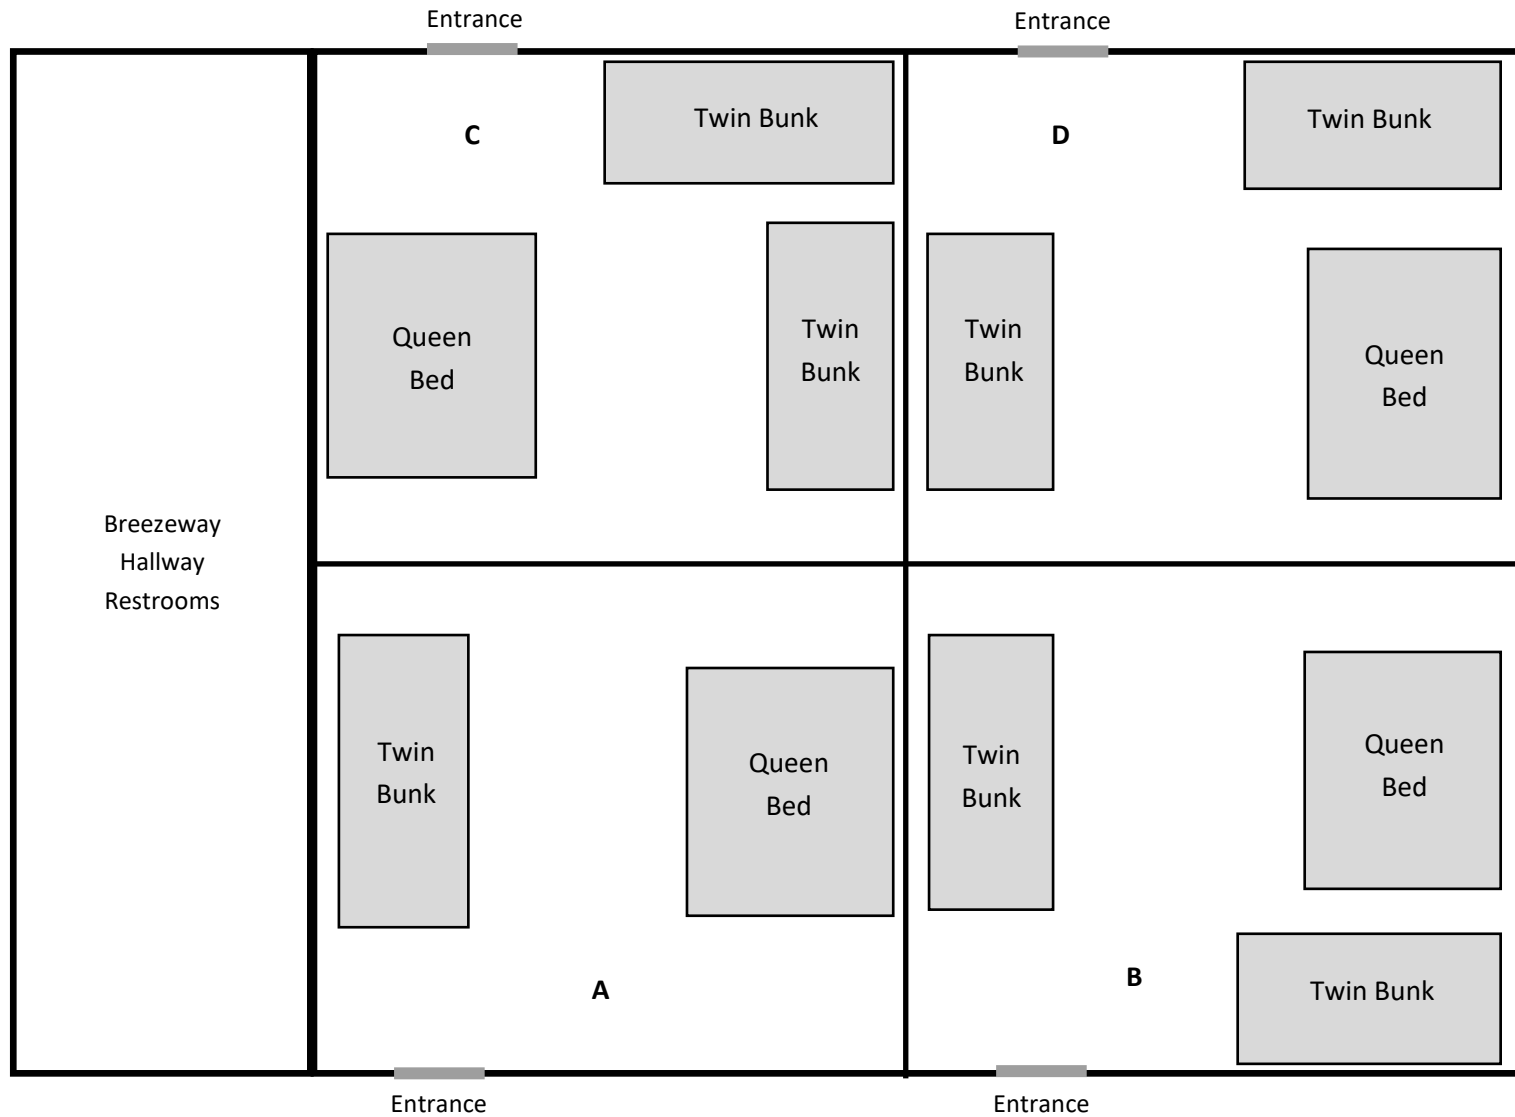 Entrance
Entrance
C
Twin Bunk
D
Twin Bunk
Queen
Bed
Twin
Bunk
Twin
Bunk
Queen
Bed
Breezeway
Hallway
Restrooms
Twin
Bunk
Queen
Bed
A
Twin
Bunk
Queen
Bed
B
Twin Bunk
Entrance
Entrance